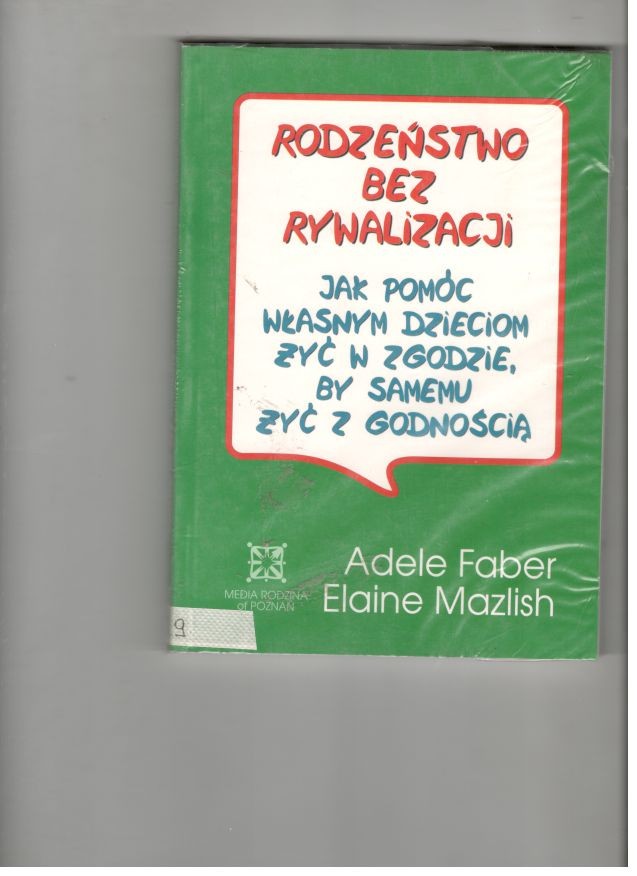 RODZEŃSTWO
BEZ
RYWALIZACJI
JAK POMÓC
WŁASNYM DZIECIOM
ŻYĆ W ZGODZIE,
BY SAMEMU
ŻYĆ Z GODNOŚCIĄ
Adele Faber
Elaine Mazlish
MEDIA RODZINA
of POZNAŃ
9